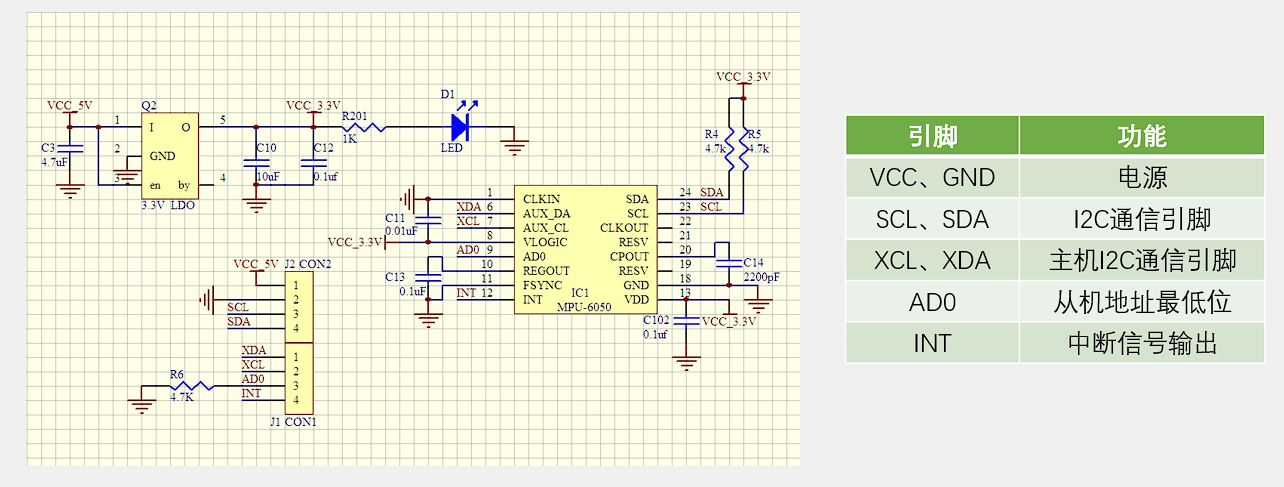 VCC_5V
Q2
1
I
O
5
2
GND
3
en
by
4
3.3V LDO
C3
4.7uF
C10
10uF
VCC_3.3V
C12
0.1uf
R201
1K
D1
LED
VCC_3.3V
R4
4.7k
R5
4.7k
C11
0.01uF
VCC_3.3V
C13
0.1uF
1
XDA 6
XCL 7
8
AD0 9
10
11
INT 12
CLKIN
AUX_DA
AUX_CL
VLOGIC
AD0
REGOUT
FSYNC
INT
SDA
SCL
CLKOUT
RESV
CPOUT
RESV
GND
VDD
IC1
MPU-6050
24 SDA
23 SCL
22
21
20
19
18
13
C14
2200pF
C102
0.1uf
VCC_3.3V
VCC_5V
J2 CON2
1
2
SCL 3
SDA 4
XDA 1
XCL 2
AD0 3
INT 4
J1 CON1
R6
4.7K
引脚 功能
VCC、GND 电源
SCL、SDA I2C通信引脚
XCL、XDA 主机I2C通信引脚
AD0 从机地址最低位
INT 中断信号输出